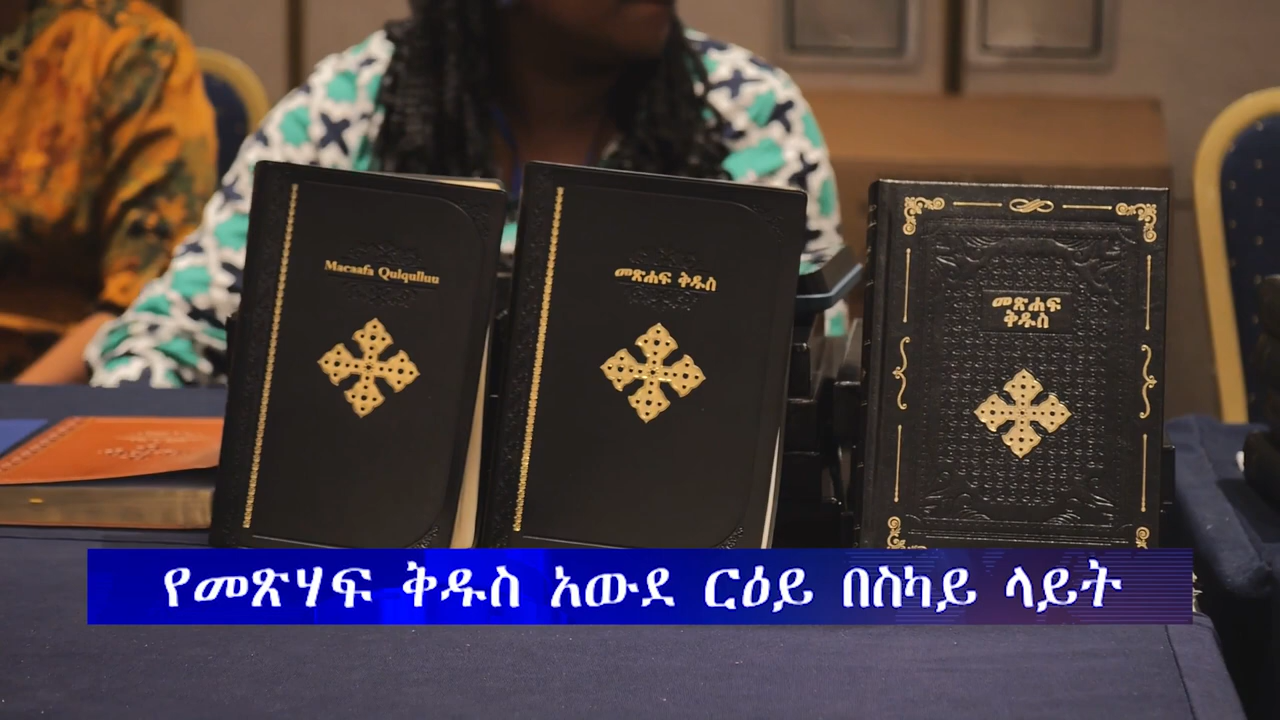 Macaafa Qulqulluu
መጽሐፍ ቅዱስ
መጽሐፍ
ቅዱስ
የመጽሃፍ ቅዱስ አውደ ርዕይ በስካይ ላይት